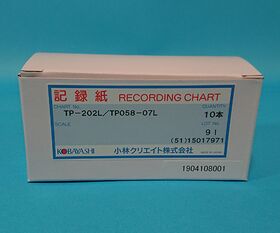 記録紙 RECORDING CHART
CHART No. QUANTITY
TP-202L/TP058-07L 10本
SCALE LOT No.
9I
(51)15017971
KOBAYASHI 小林クリエイト株式会社
1904108001